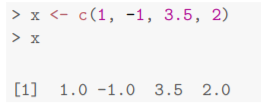 > x <- c(1, -1, 3.5, 2)
> x
[1]  1.0 -1.0  3.5  2.0